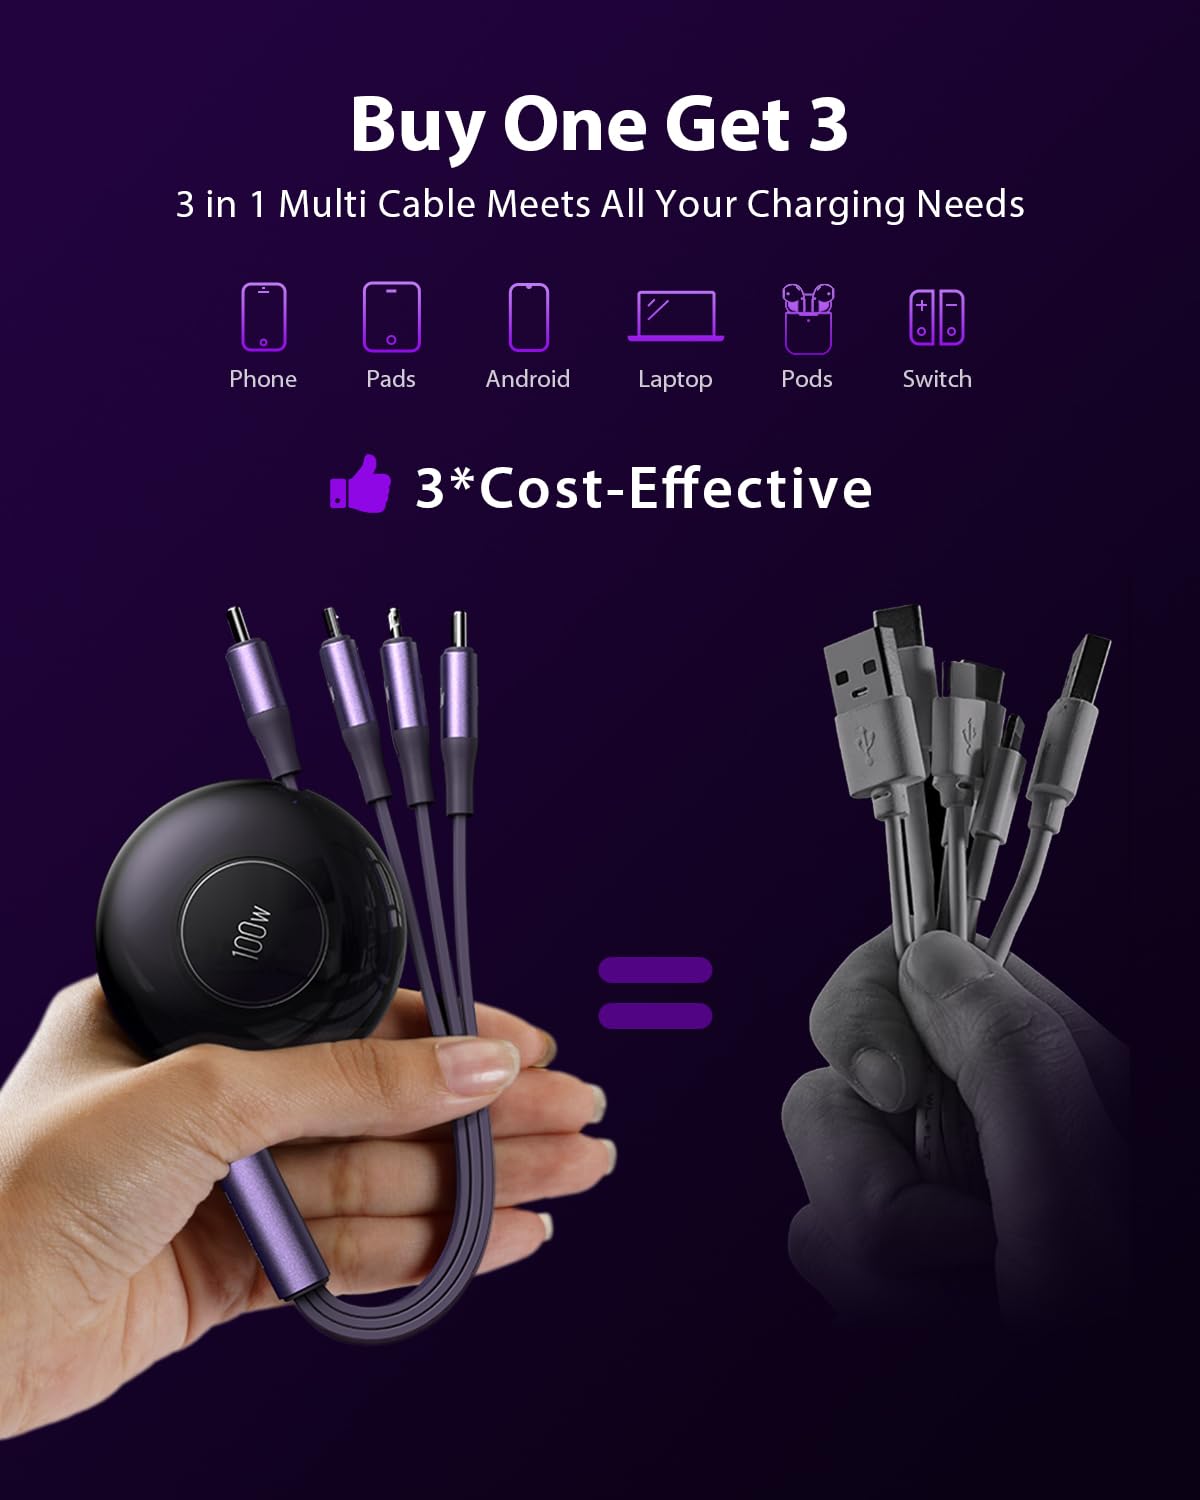 Buy One Get 3
3 in 1 Multi Cable Meets All Your Charging Needs
Phone Pads Android Laptop Pods Switch
3*Cost-Effective
100w